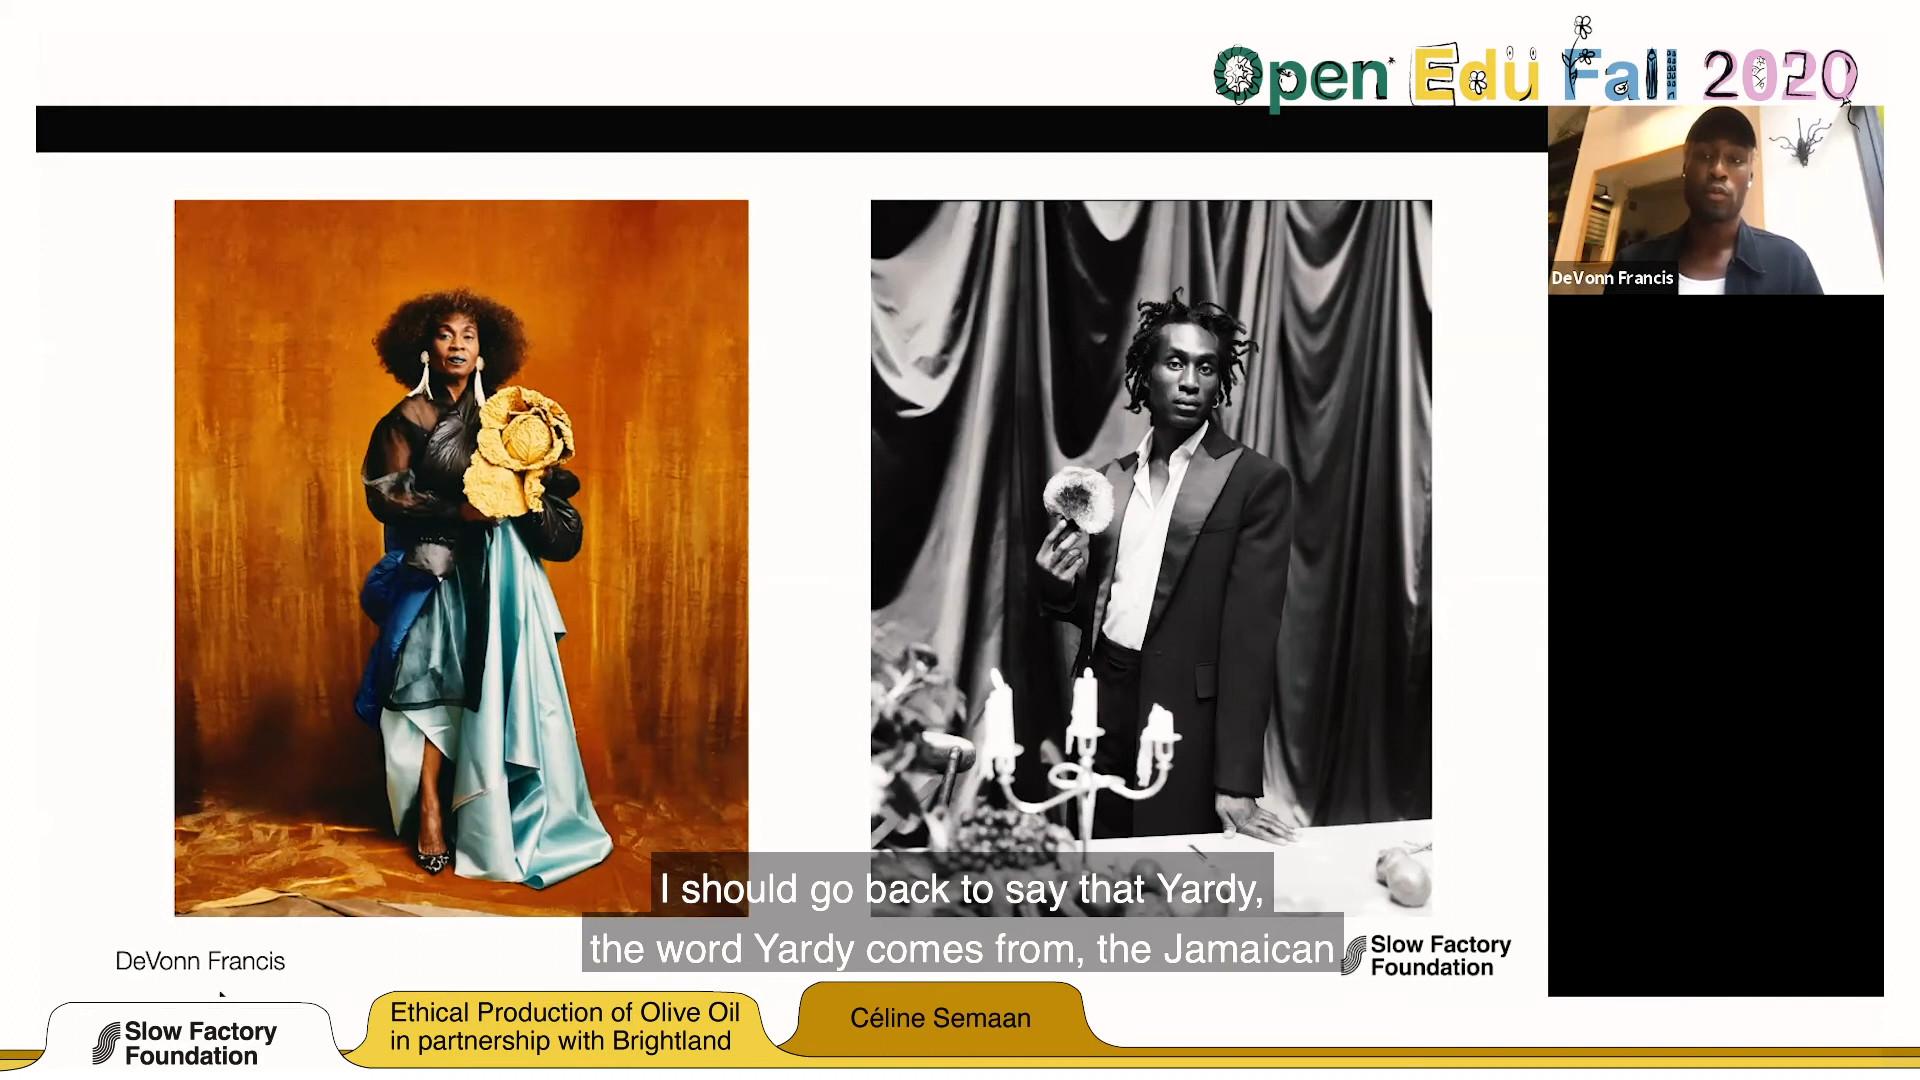 Open Edu Fall 2020
DeVonn Francis
I should go back to say that Yardy,
the word Yardy comes from, the Jamaican
DeVonn Francis
Slow Factory
Foundation
Slow Factory
Foundation
Ethical Production of Olive Oil
in partnership with Brightland
Céline Semaan